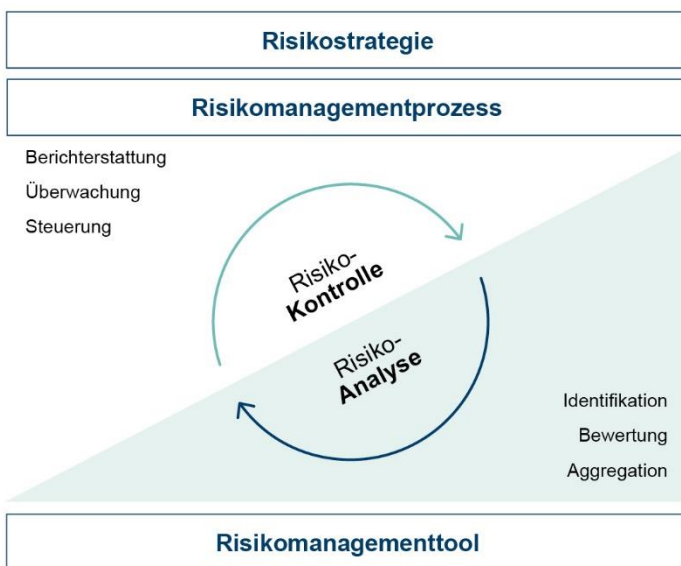 Risikostrategie
Risikomanagementprozess
Berichterstattung
Überwachung
Steuerung
Risiko-
Kontrolle
Risiko-
Analyse
Identifikation
Bewertung
Aggregation
Risikomanagementtool